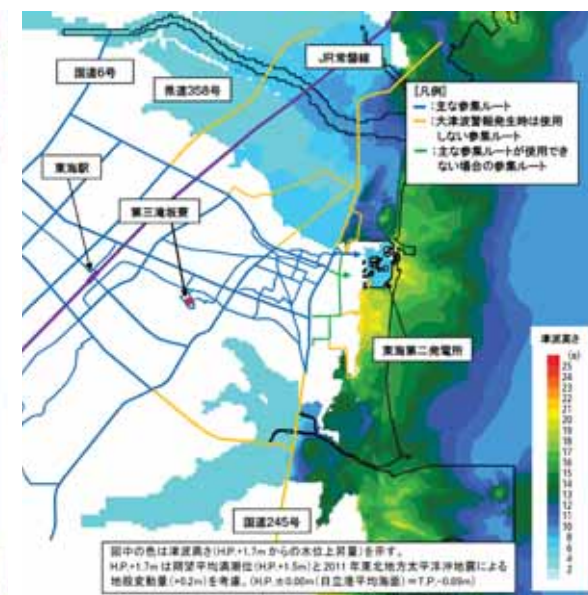 JR常磐線
国道6号
県道358号
【凡例】
:主な参集ルート
:大津波警報発生時は使用
しない参集ルート
:主な参集ルートが使用でき
ない場合の参集ルート
東海駅
第三滝坂寮
東海第二発電所
津波高さ
(m)
25
24
23
22
21
20
19
18
17
16
15
14
13
12
11
10
9
8
6
4
2
国道245号
図中の色は津波高さ(H.P.+1.7mからの水位上昇量)を示す。
H.P.+1.7mは朔望平均満潮位(H.P.+1.5m)と2011年東北地方太平洋沖地震による
地殻変動量(+0.2m)を考慮。(H.P.±0.00m(日立港平均海面)=T.P.-0.89m)